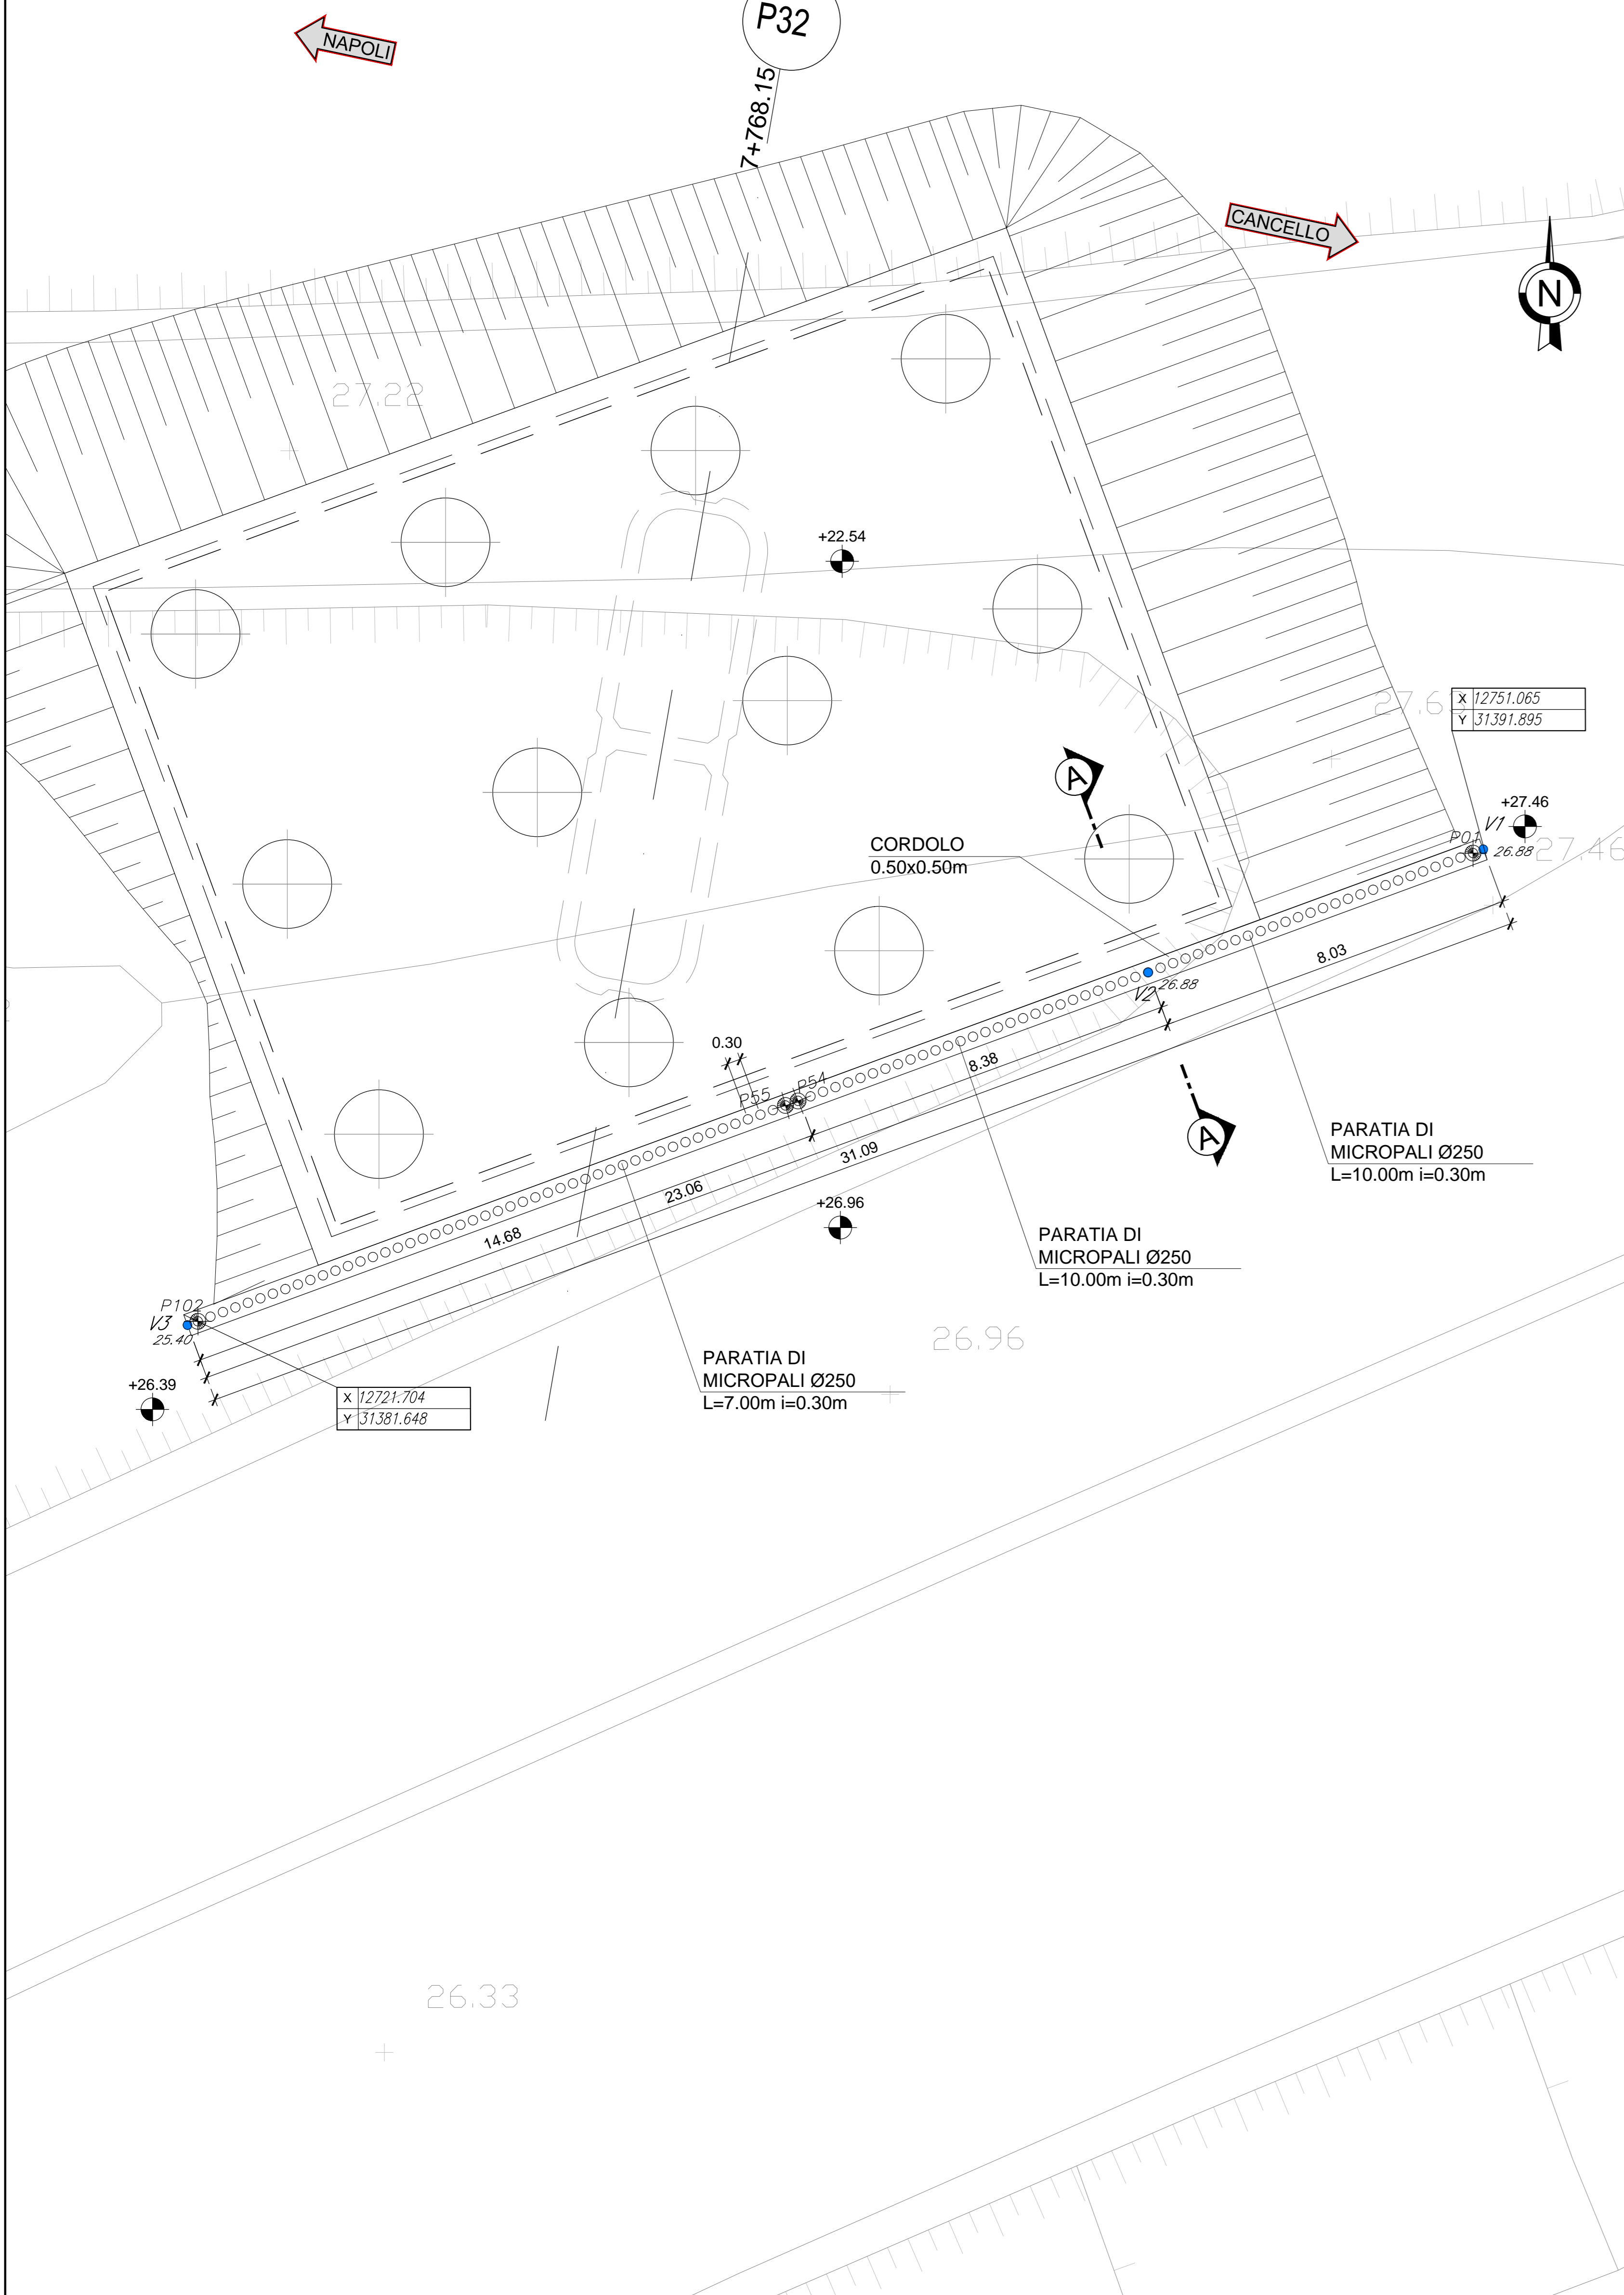 P32
NAPOLI
7+768.15
CANCELLO
N
27.22
+22.54
X 12751.065
Y 31391.895
A
+27.46
V1
P01
26.88
27.46
CORDOLO
0.50x0.50m
8.03
26.88
V2
0.30
P54
P55
8.38
31.09
23.06
14.68
A
PARATIA DI
MICROPALI Ø250
L=10.00m i=0.30m
+26.96
PARATIA DI
MICROPALI Ø250
L=10.00m i=0.30m
P102
V3
25.40
26.96
PARATIA DI
MICROPALI Ø250
L=7.00m i=0.30m
+26.39
X 12721.704
Y 31381.648
26.33